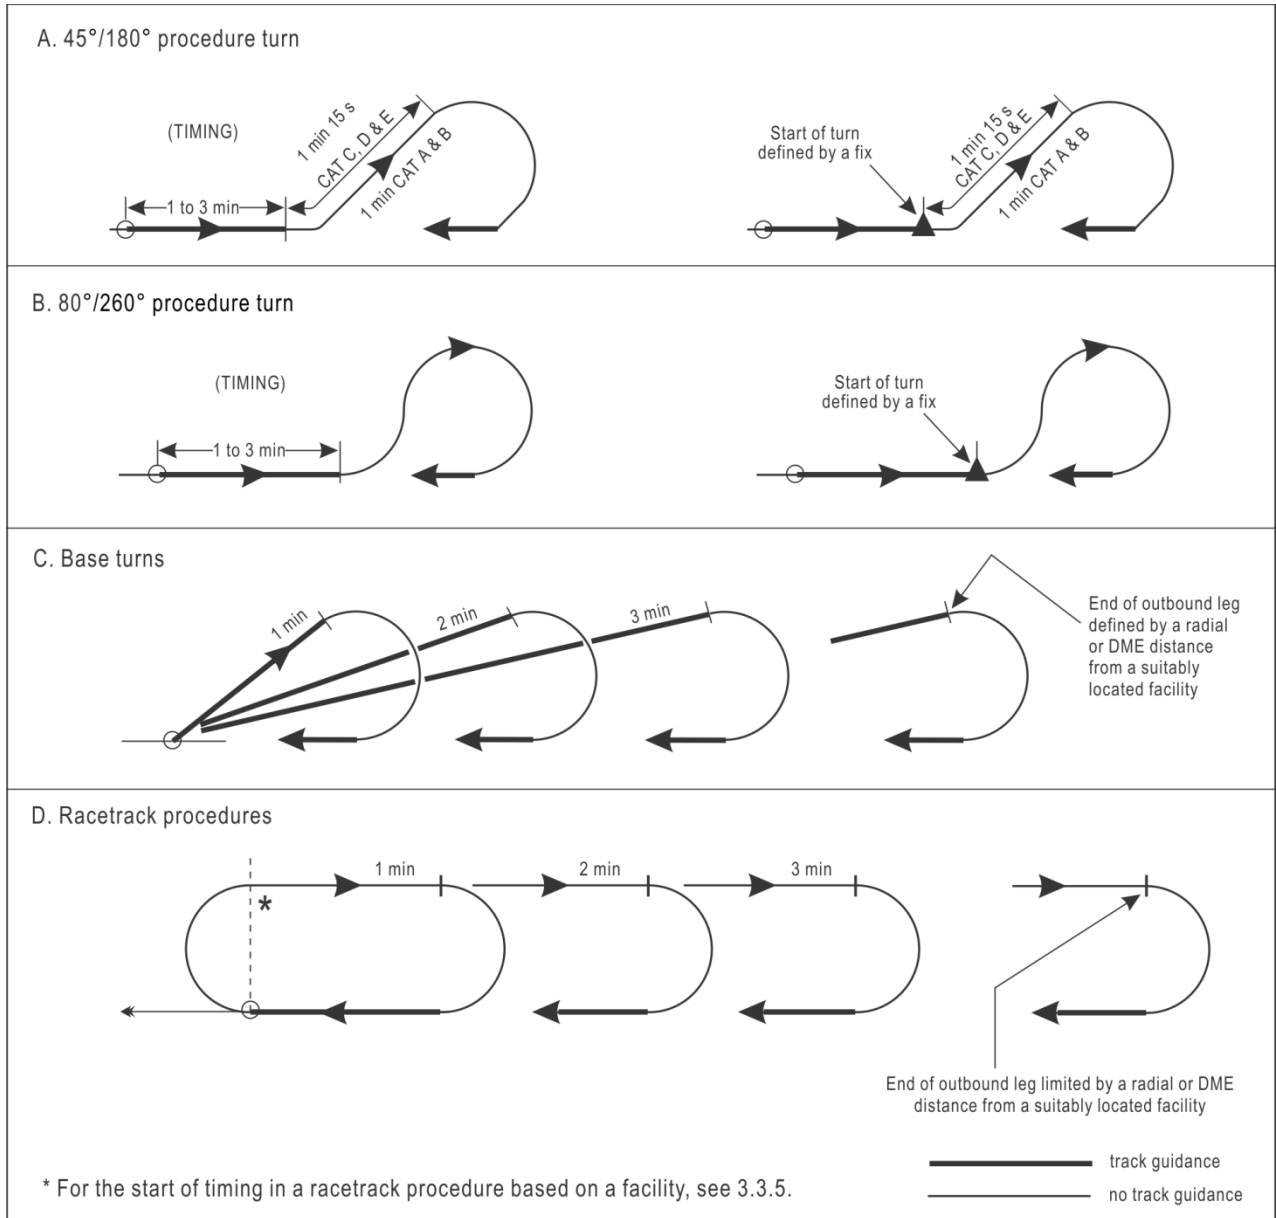 A. 45°/180° procedure turn
(TIMING)
1 to 3 min
1 min 15 s
CAT C, D & E
1 min CAT A & B
Start of turn
defined by a fix
1 min 15 s
CAT C, D & E
1 min CAT A & B
B. 80°/260° procedure turn
(TIMING)
1 to 3 min
Start of turn
defined by a fix
C. Base turns
1 min
2 min
3 min
End of outbound leg
defined by a radial
or DME distance
from a suitably
located facility
D. Racetrack procedures
1 min
2 min
3 min
*
End of outbound leg limited by a radial or DME
distance from a suitably located facility
track guidance
no track guidance
* For the start of timing in a racetrack procedure based on a facility, see 3.3.5.